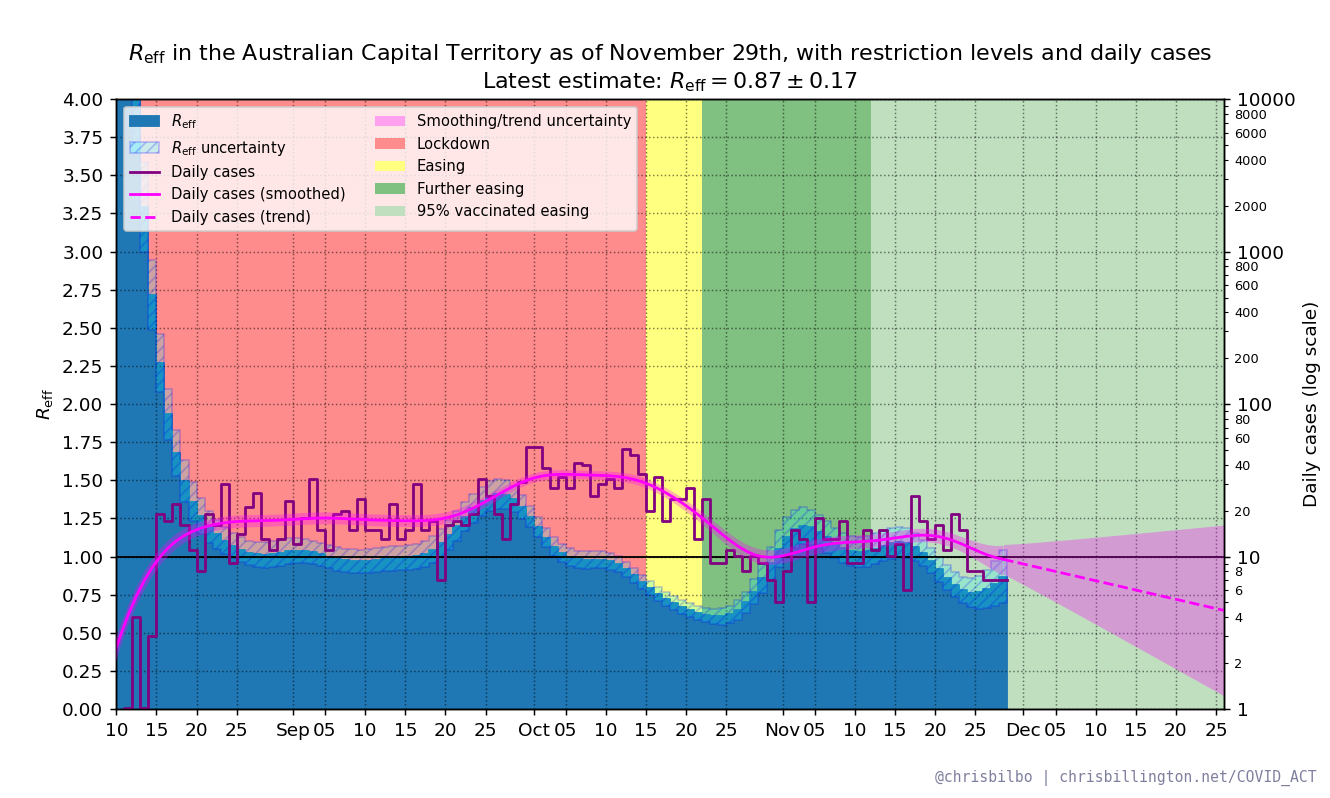 R_eff in the Australian Capital Territory as of November 29th, with restriction levels and daily cases
Latest estimate: R_eff = 0.87 ± 0.17
R_eff
R_eff uncertainty
Daily cases
Daily cases (smoothed)
Daily cases (trend)
Smoothing/trend uncertainty
Lockdown
Easing
Further easing
95% vaccinated easing
R_eff
4.00
3.75
3.50
3.25
3.00
2.75
2.50
2.25
2.00
1.75
1.50
1.25
1.00
0.75
0.50
0.25
0.00
10000
8000
6000
4000
2000
1000
800
600
400
200
100
80
60
40
20
10
8
6
4
2
1
Daily cases (log scale)
10 15 20 25 Sep 05 10 15 20 25 Oct 05 10 15 20 25 Nov 05 10 15 20 25 Dec 05 10 15 20 25
@chrisbilbo | chrisbillington.net/COVID_ACT